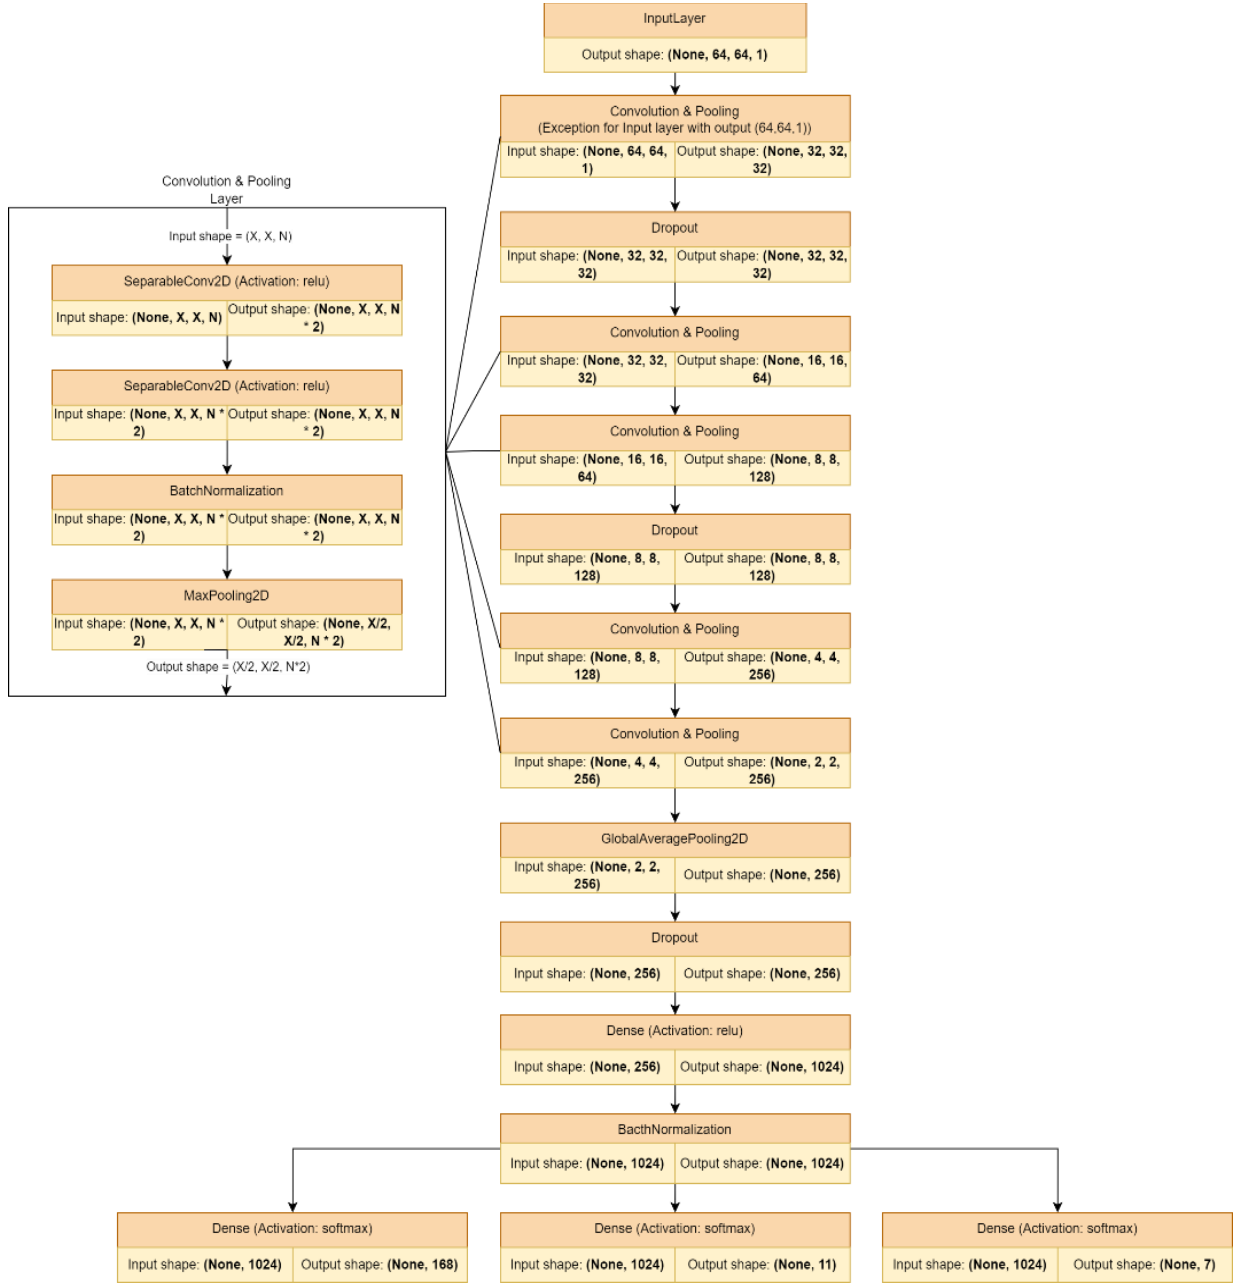 InputLayer
Output shape: (None, 64, 64, 1)
Convolution & Pooling
(Exception for Input layer with output (64,64,1))
Input shape: (None, 64, 64,
1)
Output shape: (None, 32, 32,
32)
Dropout
Input shape: (None, 32, 32,
32)
Output shape: (None, 32, 32,
32)
Convolution & Pooling
Input shape: (None, 32, 32,
32)
Output shape: (None, 16, 16,
64)
Convolution & Pooling
Input shape: (None, 16, 16,
64)
Output shape: (None, 8, 8,
128)
Dropout
Input shape: (None, 8, 8,
128)
Output shape: (None, 8, 8,
128)
Convolution & Pooling
Input shape: (None, 8, 8,
128)
Output shape: (None, 4, 4,
256)
Convolution & Pooling
Input shape: (None, 4, 4,
256)
Output shape: (None, 2, 2,
256)
GlobalAveragePooling2D
Input shape: (None, 2, 2,
256)
Output shape: (None, 256)
Dropout
Input shape: (None, 256)
Output shape: (None, 256)
Dense (Activation: relu)
Input shape: (None, 256)
Output shape: (None, 1024)
BacthNormalization
Input shape: (None, 1024)
Output shape: (None, 1024)
Dense (Activation: softmax)
Input shape: (None, 1024)
Output shape: (None, 168)
Dense (Activation: softmax)
Input shape: (None, 1024)
Output shape: (None, 11)
Dense (Activation: softmax)
Input shape: (None, 1024)
Output shape: (None, 7)
Convolution & Pooling
Layer
Input shape = (X, X, N)
SeparableConv2D (Activation: relu)
Input shape: (None, X, X, N)
Output shape: (None, X, X, N
* 2)
SeparableConv2D (Activation: relu)
Input shape: (None, X, X, N *
2)
Output shape: (None, X, X, N
* 2)
BatchNormalization
Input shape: (None, X, X, N *
2)
Output shape: (None, X, X, N
* 2)
MaxPooling2D
Input shape: (None, X, X, N *
2)
Output shape: (None, X/2,
X/2, N * 2)
Output shape = (X/2, X/2, N*2)